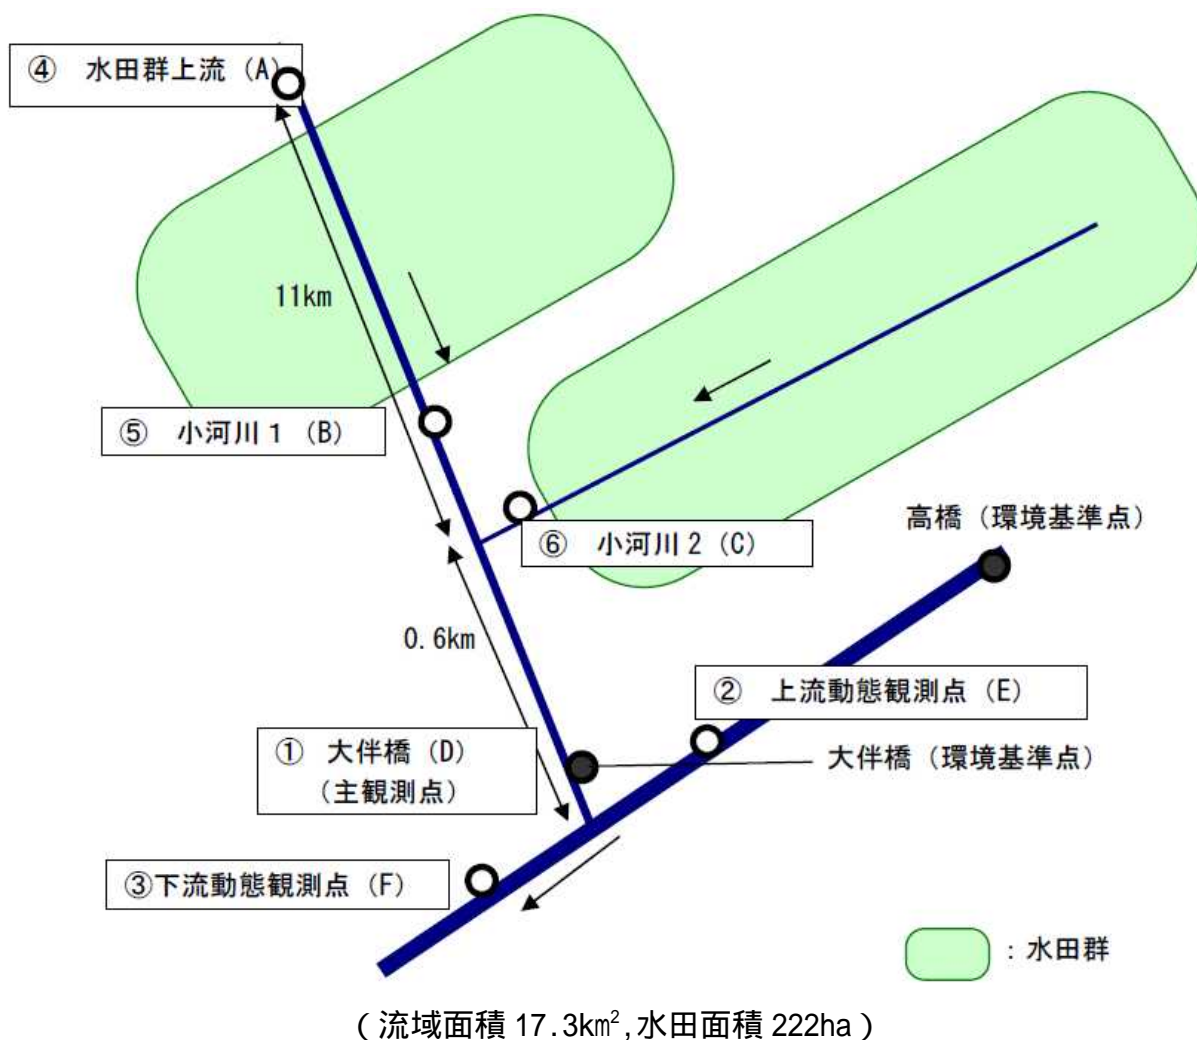 ④ 水田群上流 (A)
11km
⑤ 小河川1 (B)
⑥ 小河川2 (C)
高橋（環境基準点）
0.6km
② 上流動態観測点 (E)
① 大伴橋 (D)
（主観測点）
大伴橋（環境基準点）
③下流動態観測点 (F)
：水田群
（流域面積 17.3km²,水田面積 222ha）